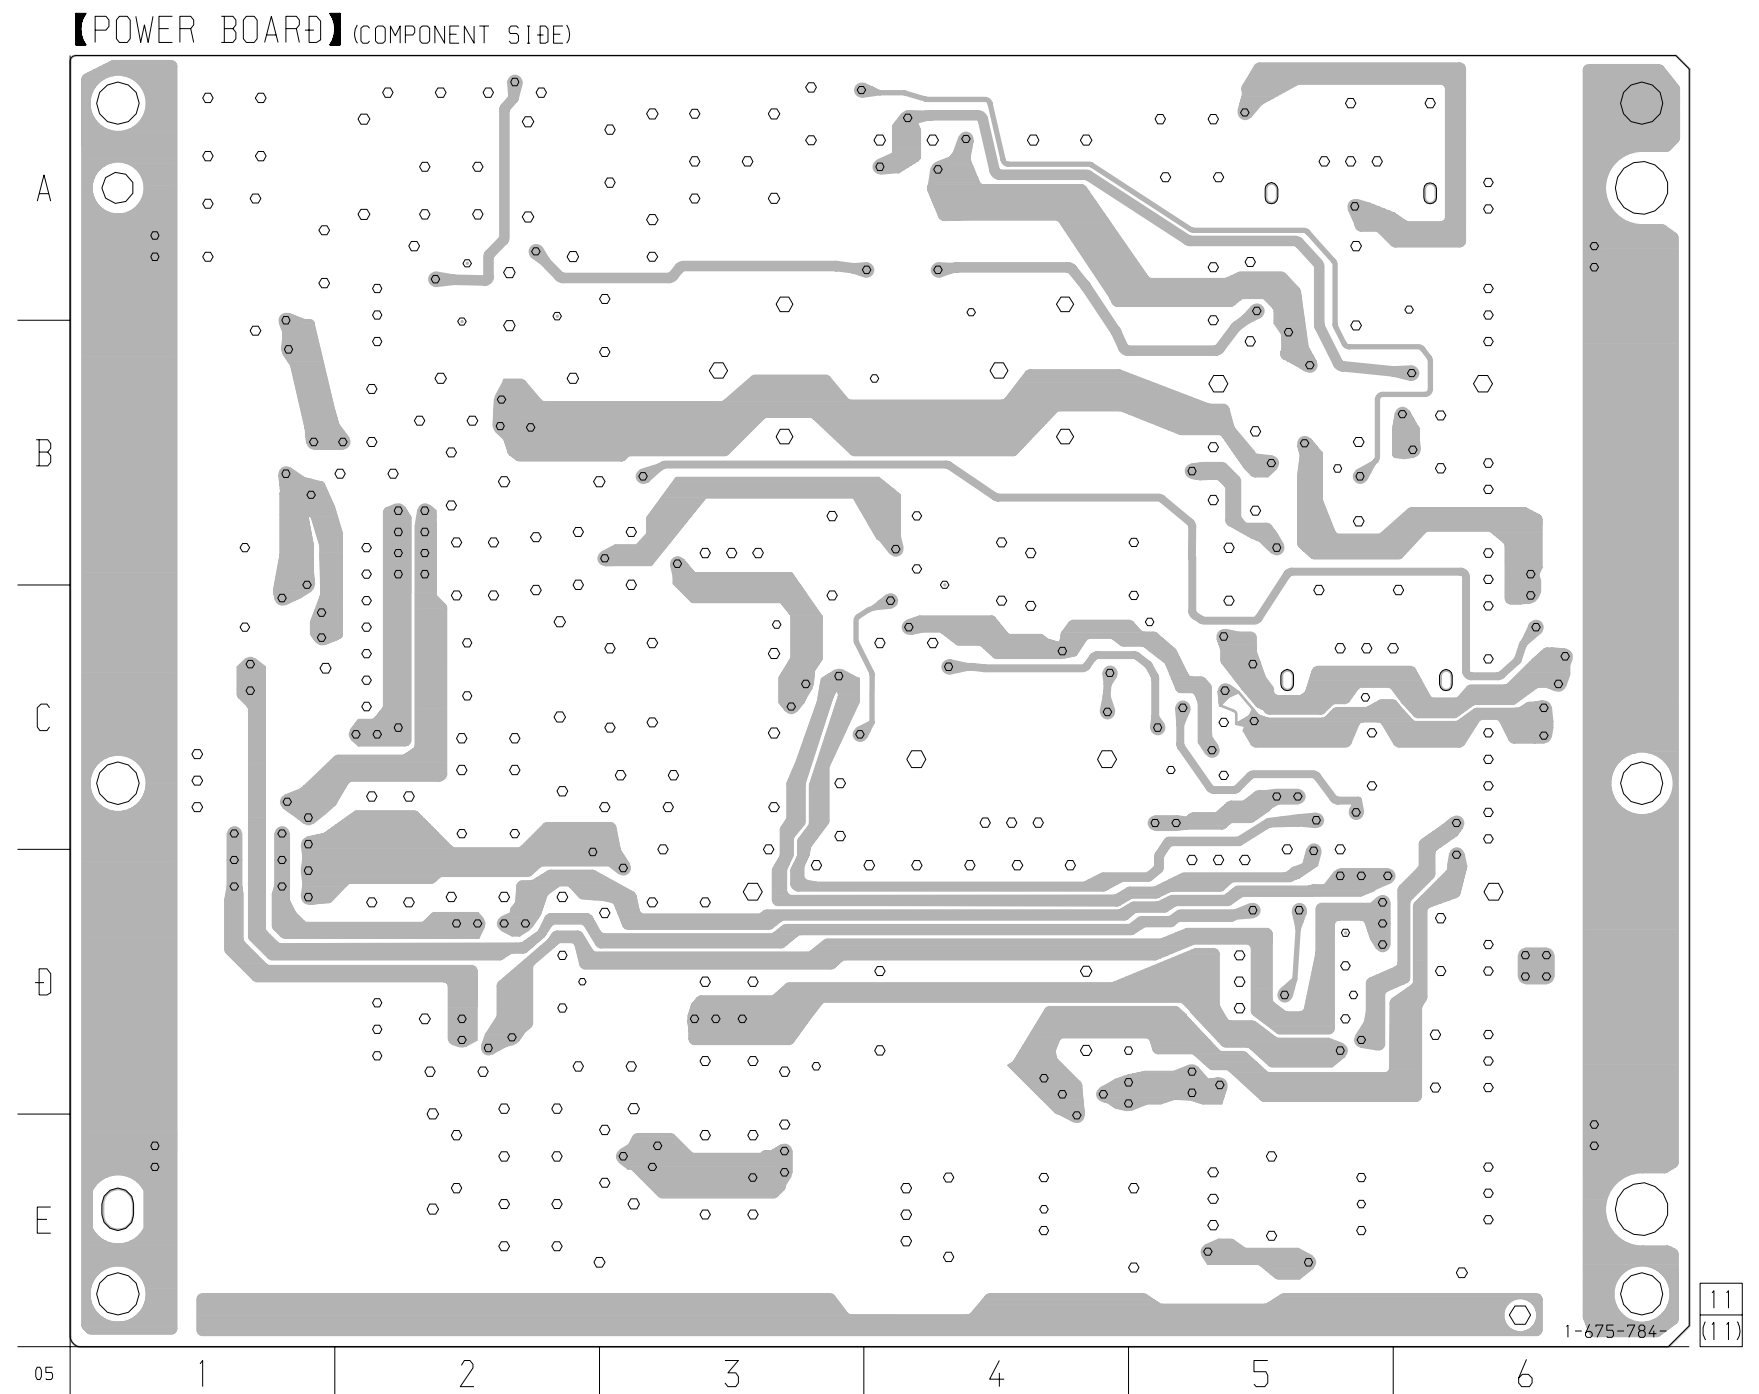 【POWER BOARD】(COMPONENT SIDE)
A
B
C
D
E
1-675-784-
11
(11)
05 1 2 3 4 5 6